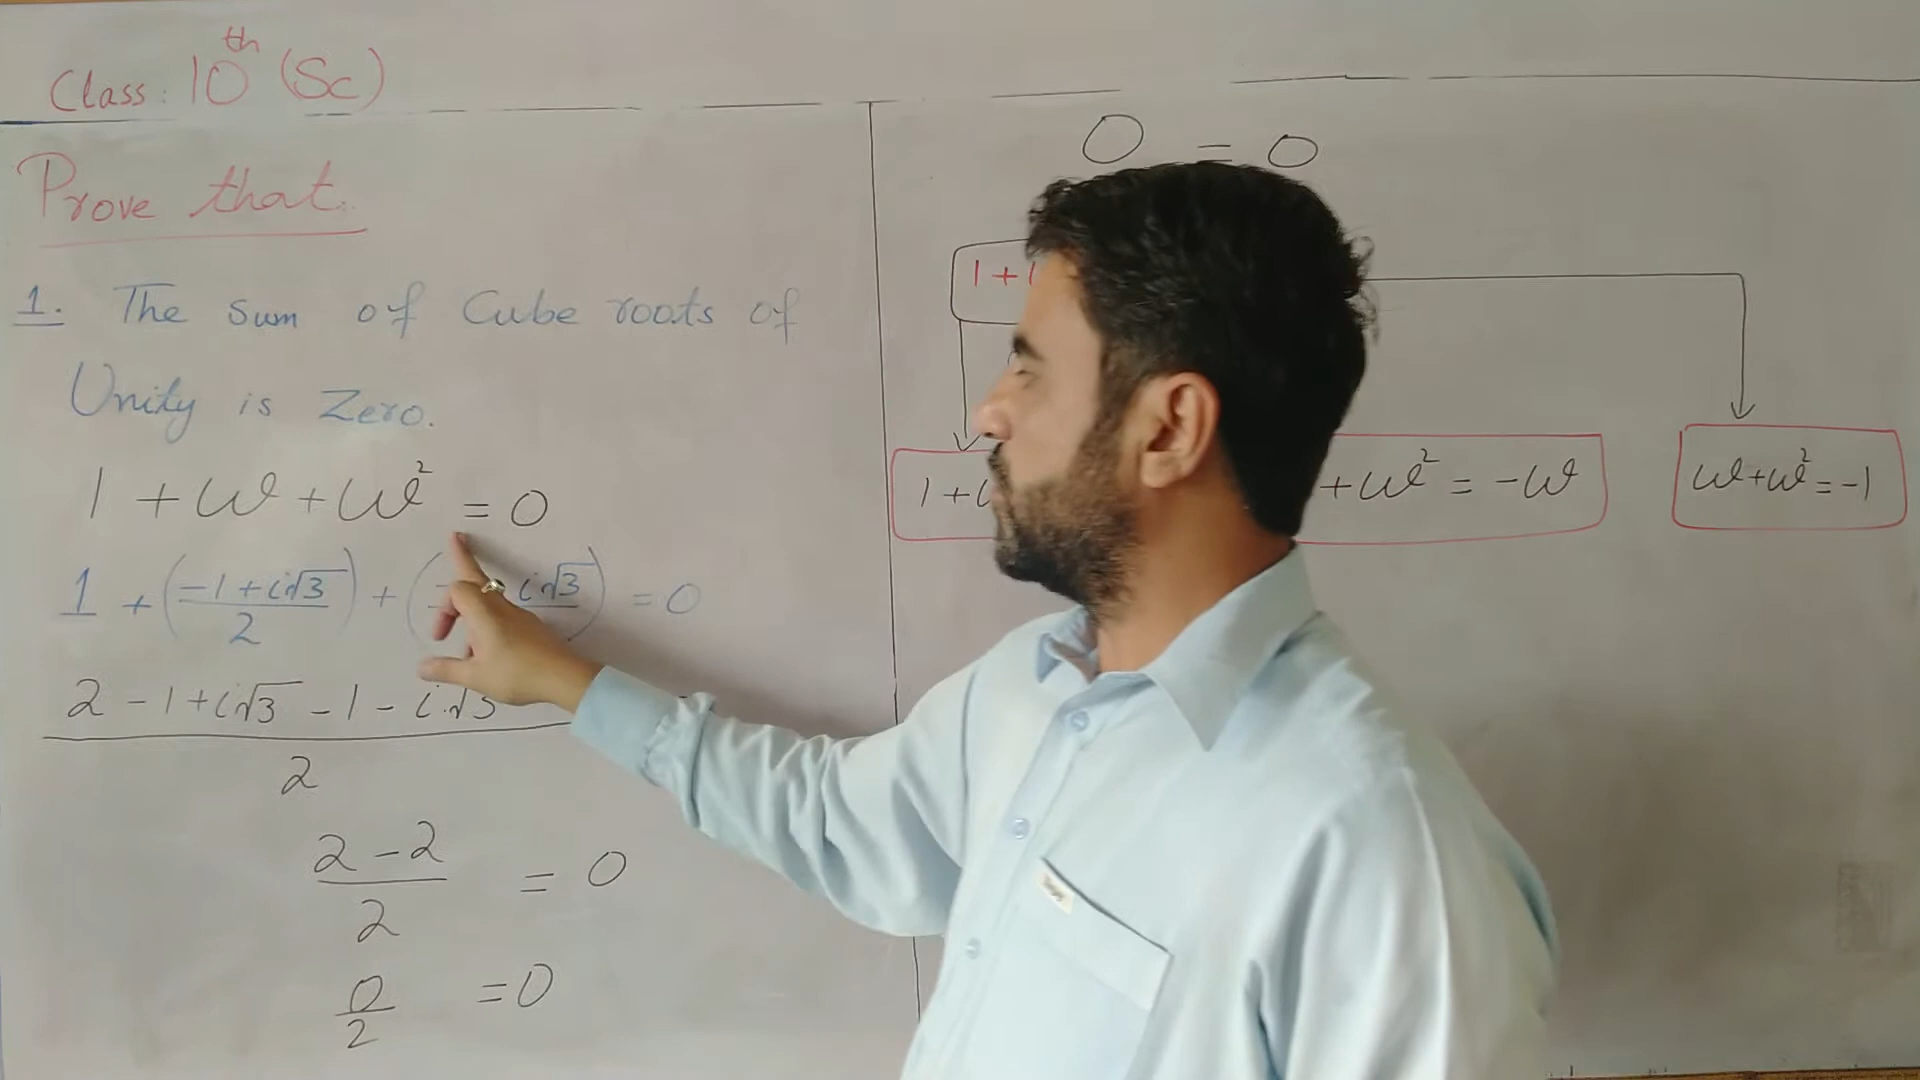 Class: 10th (Sc)
Prove that.
1. The Sum of Cube roots of
Unity is Zero.
1 + ω + ω² = 0
1 + (-1+i√3)/2 + ( i√3 ) = 0
2 - 1 + i√3 - 1 - i√3
2
2 - 2 = 0
2
0 = 0
2
0 = 0
1 +
1 +
+ ω² = -ω
ω + ω² = -1